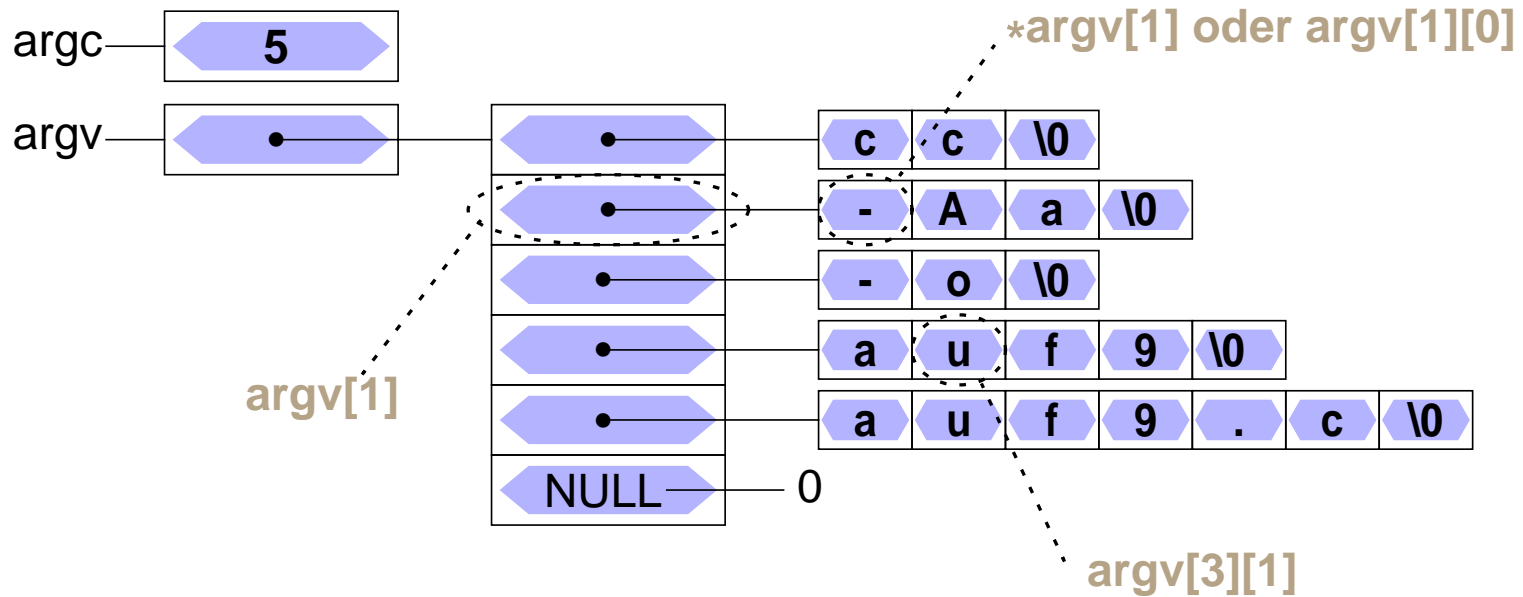 *argv[1] oder argv[1][0]
argc 5
argv c c \0
- A a \0
- o \0
a u f 9 \0
argv[1]
a u f 9 . c \0
NULL 0
argv[3][1]